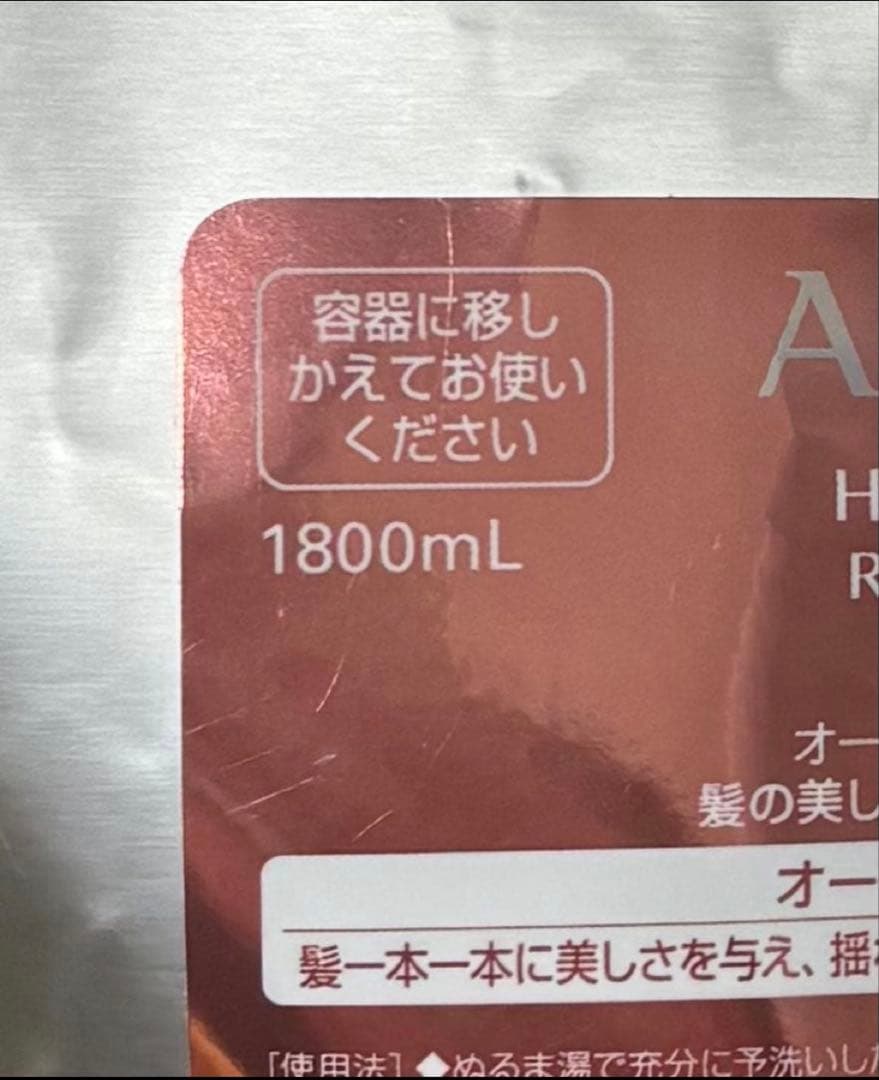 容器に移し
かえてお使い
ください
1800mL
A
H
R
オー
髪の美し
オー
髪一本一本に美しさを与え、揺
[使用法]◆ぬるま湯で充分に予洗いした